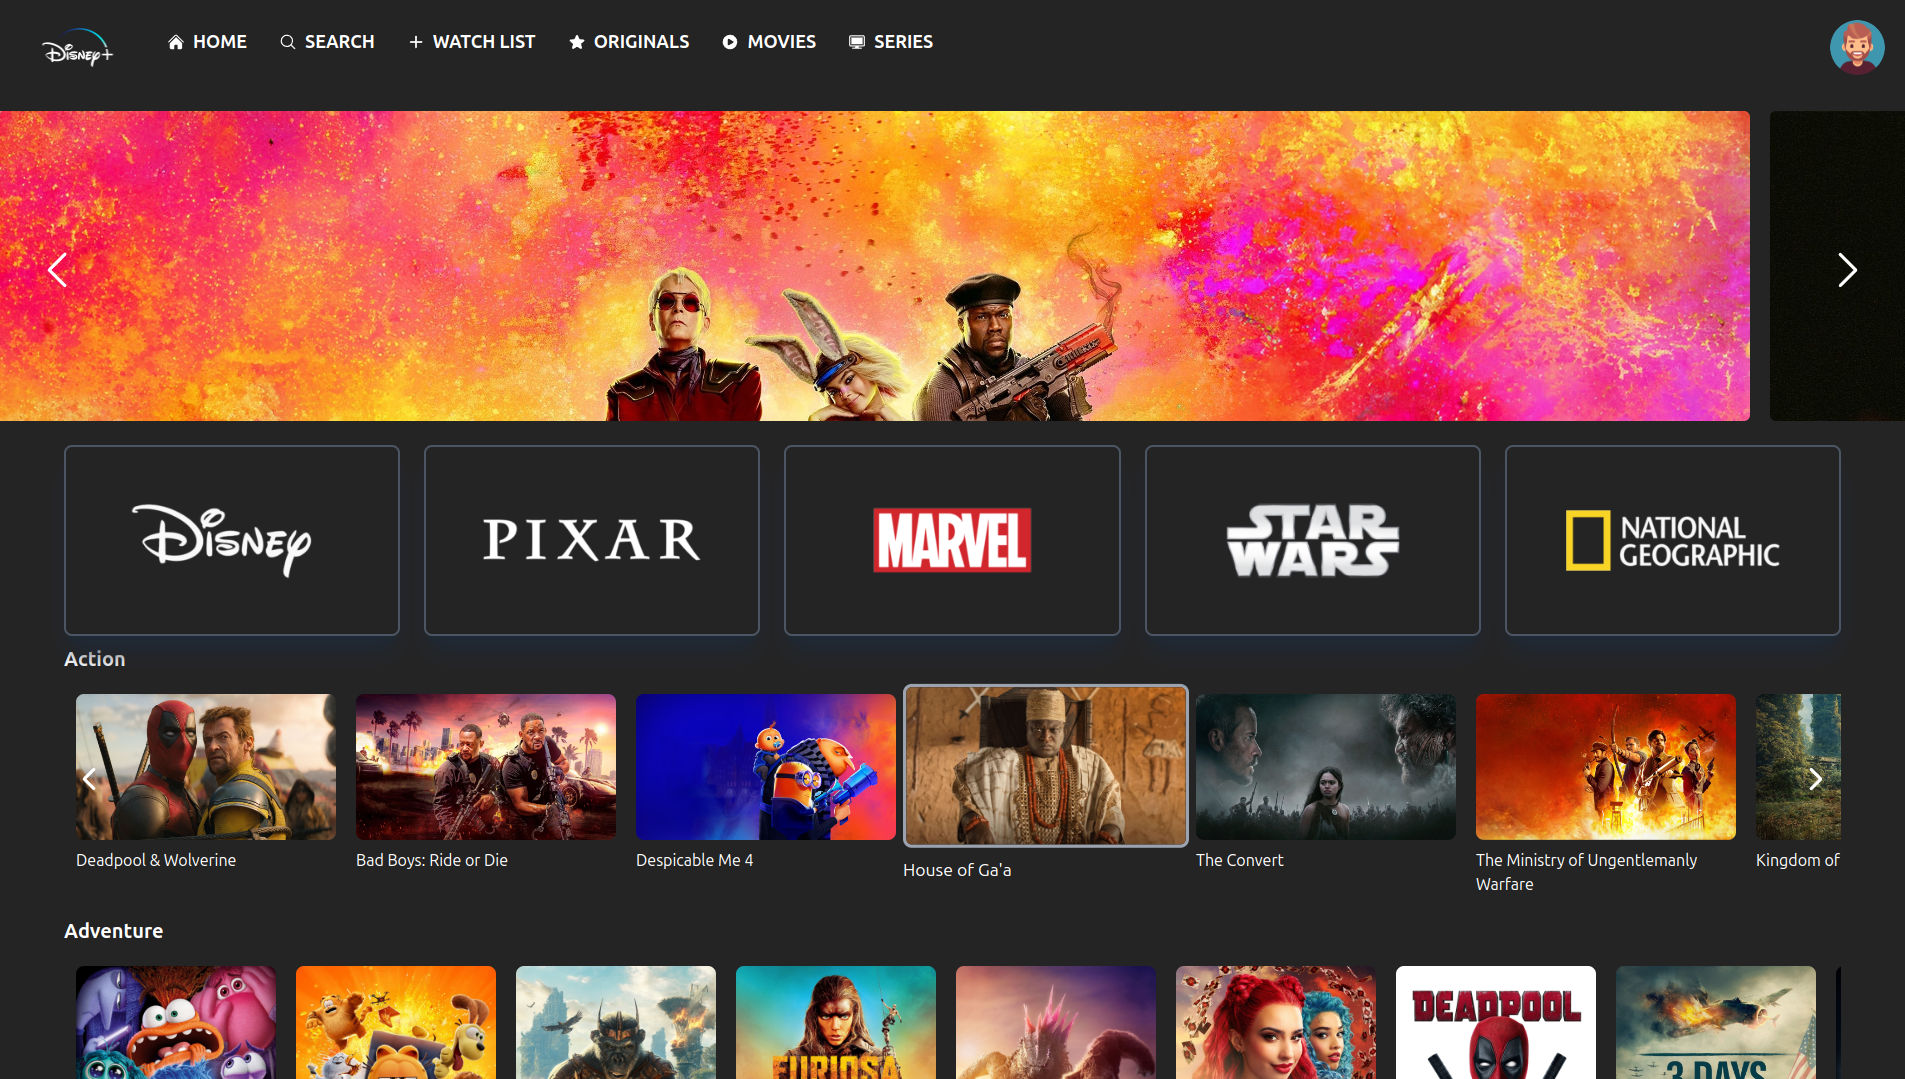 Disney+
HOME
SEARCH
WATCH LIST
ORIGINALS
MOVIES
SERIES
Disney
PIXAR
MARVEL
STAR
WARS
NATIONAL
GEOGRAPHIC
Action
Deadpool & Wolverine
Bad Boys: Ride or Die
Despicable Me 4
House of Ga'a
The Convert
The Ministry of Ungentlemanly
Warfare
Kingdom of
Adventure
FURIOSA
DEADPOOL
3 DAYS